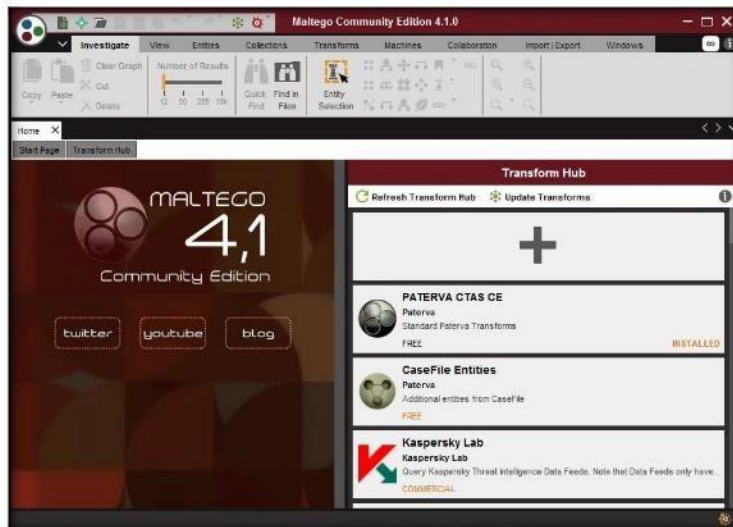 Maltego Community Edition 4.1.0
Investigate View Entities Collections Transforms Machines Collaboration Import | Export Windows
Copy Paste
Clear Graph
Cut
Delete
Number of Results
12 50 255 10k
Quick Find
Find in Files
Entity Selection
Home
Start Page Transform Hub
MALTEGO
4,1
Community Edition
twitter youtube blog
Transform Hub
Refresh Transform Hub Update Transforms
PATERVA CTAS CE
Paterva
Standard Paterva Transforms
FREE INSTALLED
CaseFile Entities
Paterva
Additional entities from CaseFile
FREE
Kaspersky Lab
Kaspersky Lab
Query Kaspersky Threat Intelligence Data Feeds. Note that Data Feeds only have..
COMMERCIAL